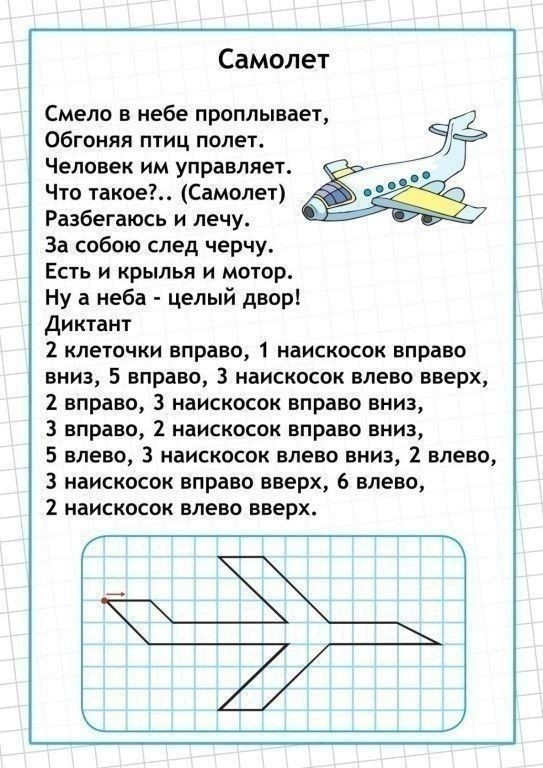 Самолет
Смело в небе проплывает,
Обгоняя птиц полет.
Человек им управляет.
Что такое?.. (Самолет)
Разбегаюсь и лечу.
За собою след черчу.
Есть и крылья и мотор.
Ну а неба - целый двор!
Диктант
2 клеточки вправо, 1 наискосок вправо
вниз, 5 вправо, 3 наискосок влево вверх,
2 вправо, 3 наискосок вправо вниз,
3 вправо, 2 наискосок вправо вниз,
5 влево, 3 наискосок влево вниз, 2 влево,
3 наискосок вправо вверх, 6 влево,
2 наискосок влево вверх.